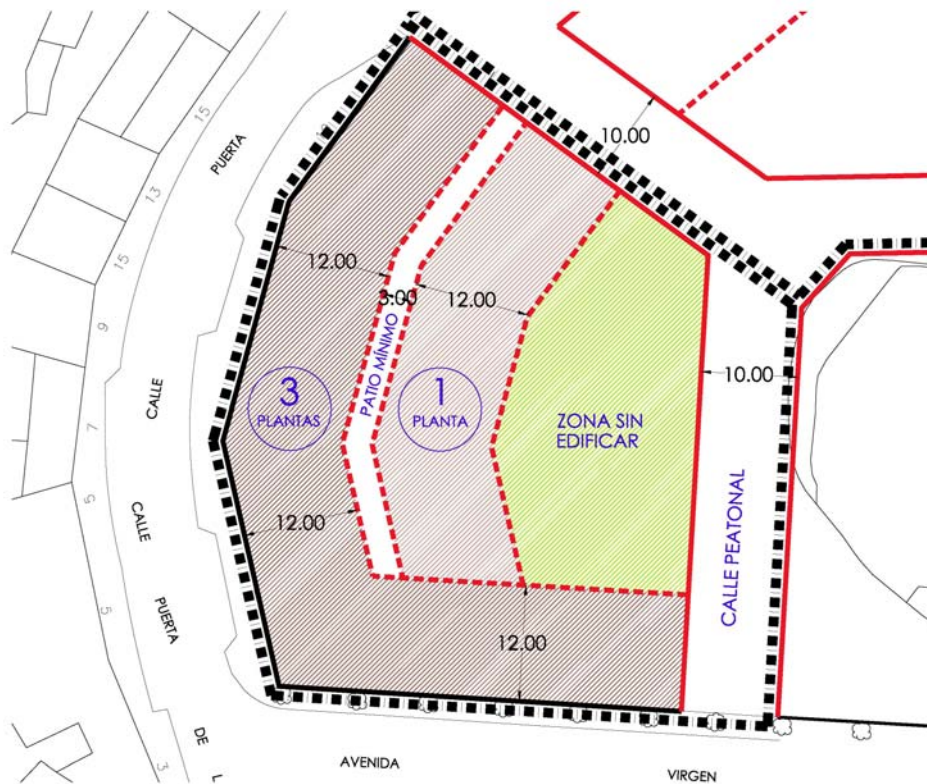 15
PUERTA
10.00
13
15
12.00
3.00
12.00
PATIO MÍNIMO
9
10.00
CALLE
3
PLANTAS
1
PLANTA
ZONA SIN
EDIFICAR
7
5
CALLE
12.00
CALLE PEATONAL
5
PUERTA
12.00
DE
L
3
AVENIDA
VIRGEN